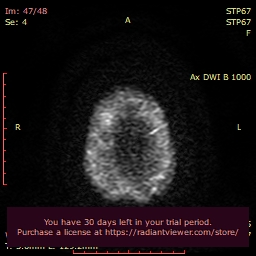 Im: 47/48
Se: 4
A
STP67
STP67
F
Ax DWI B 1000
R
L
You have 30 days left in your trial period.
Purchase a license at https://radiantviewer.com/store/